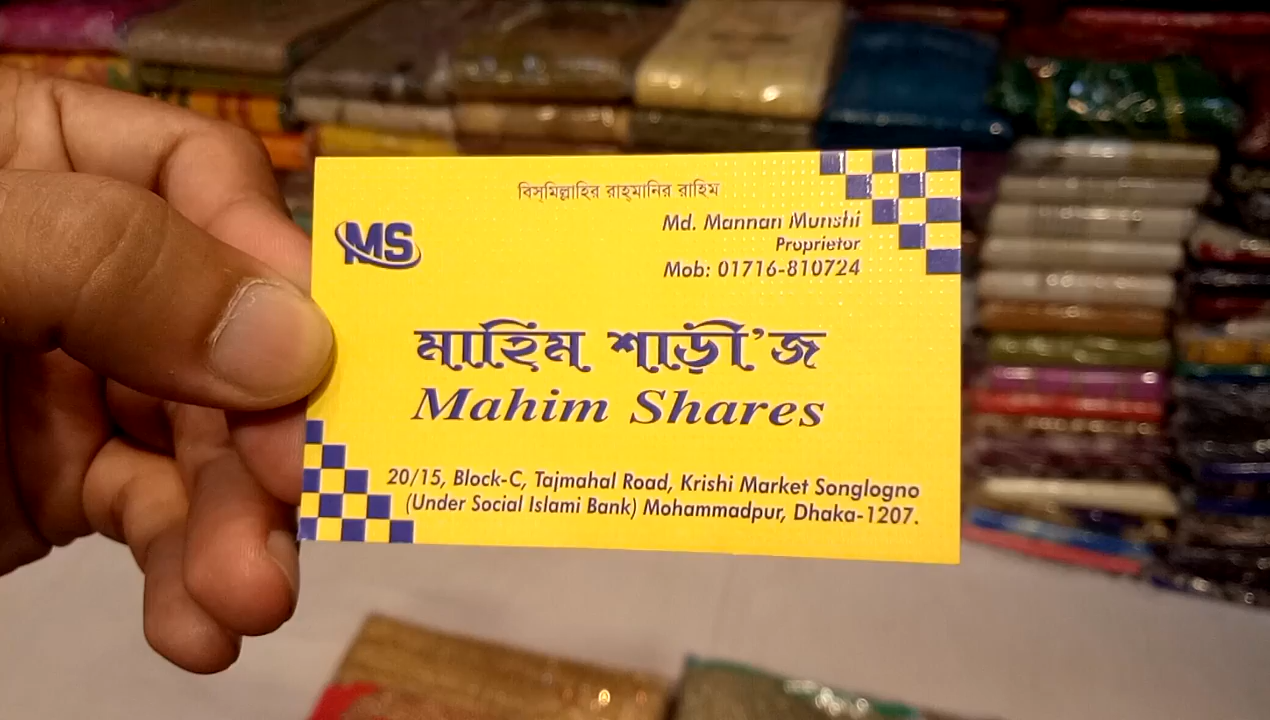 বিস্‌মিল্লাহির রাহ্‌মানির রাহিম
MS
Md. Mannan Munshi
Proprietor
Mob: 01716-810724
মাহিম শাড়ী’জ
Mahim Shares
20/15, Block-C, Tajmahal Road, Krishi Market Songlogno
(Under Social Islami Bank) Mohammadpur, Dhaka-1207.